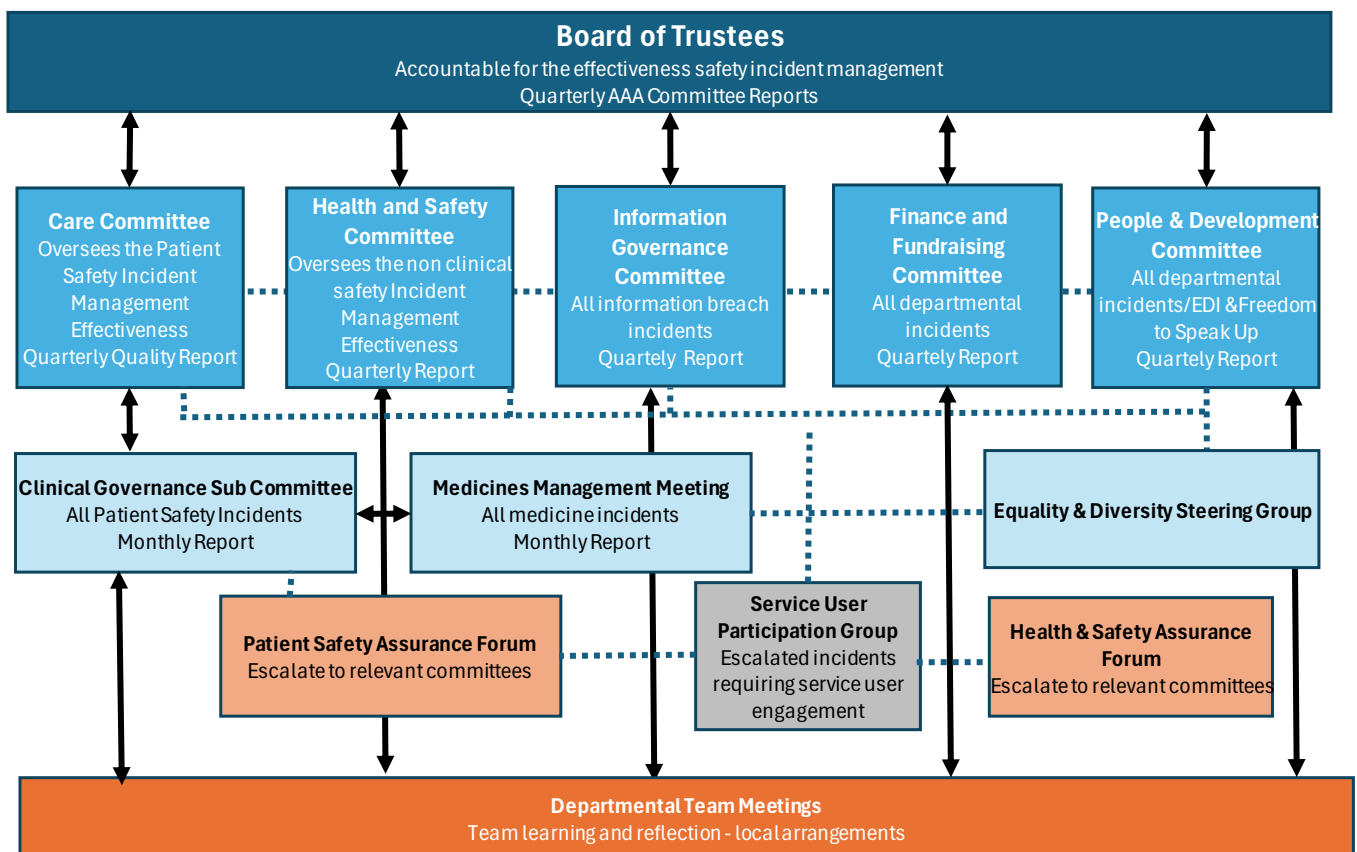 Board of Trustees
Accountable for the effectiveness safety incident management
Quarterly AAA Committee Reports
Care Committee
Oversees the Patient
Safety Incident
Management
Effectiveness
Quarterly Quality Report
Health and Safety
Committee
Oversees the non clinical
safety Incident
Management
Effectiveness
Quarterly Report
Information
Governance
Committee
All information breach
incidents
Quartely Report
Finance and
Fundraising
Committee
All departmental
incidents
Quartely Report
People & Development
Committee
All departmental
incidents/EDI &Freedom
to Speak Up
Quartely Report
Clinical Governance Sub Committee
All Patient Safety Incidents
Monthly Report
Medicines Management Meeting
All medicine incidents
Monthly Report
Equality & Diversity Steering Group
Patient Safety Assurance Forum
Escalate to relevant committees
Service User
Participation Group
Escalated incidents
requiring service user
engagement
Health & Safety Assurance
Forum
Escalate to relevant committees
Departmental Team Meetings
Team learning and reflection - local arrangements